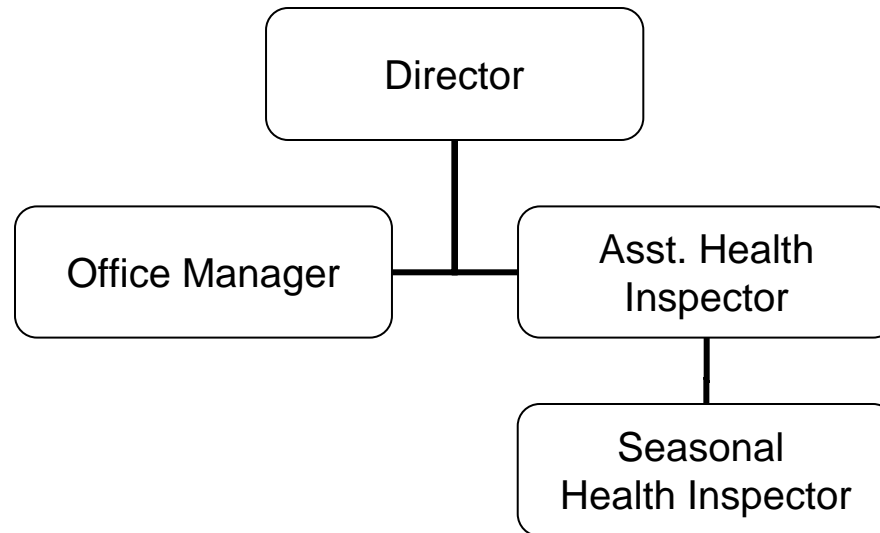 Director
Office Manager
Asst. Health
Inspector
Seasonal
Health Inspector